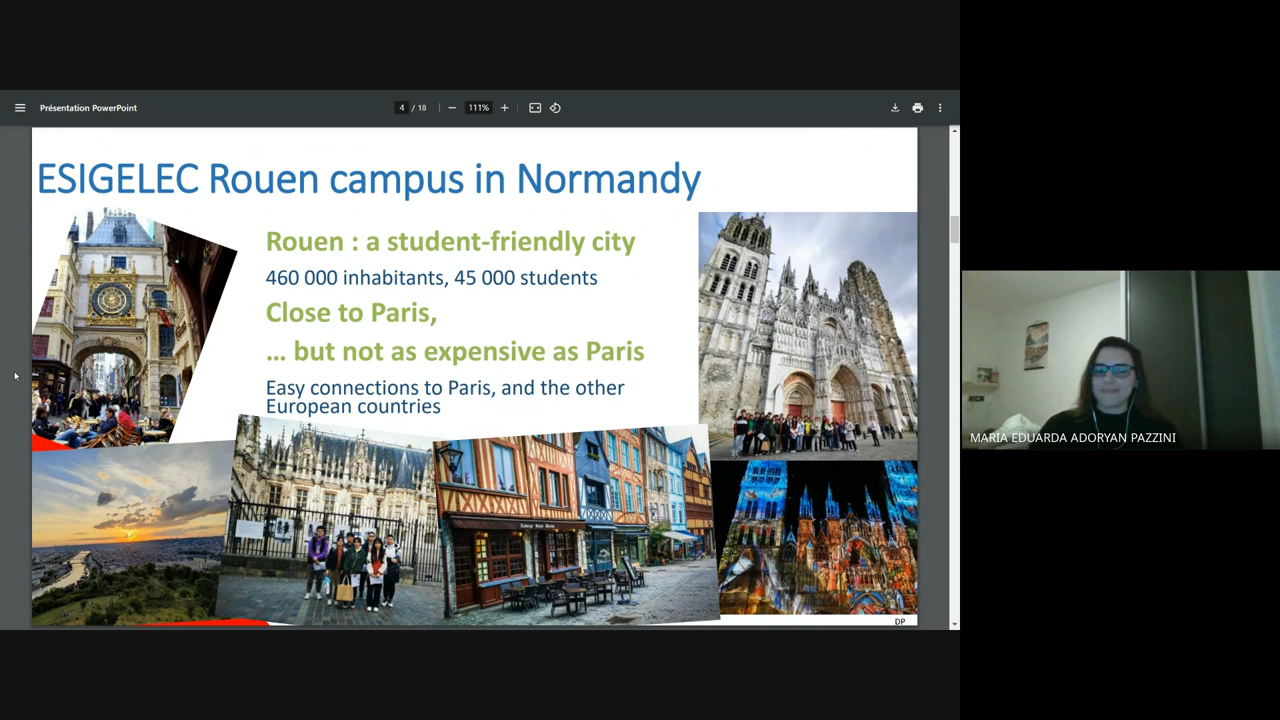 Présentation PowerPoint
4 / 18
111%
ESIGELEC Rouen campus in Normandy
Rouen : a student-friendly city
460 000 inhabitants, 45 000 students
Close to Paris,
... but not as expensive as Paris
Easy connections to Paris, and the other
European countries
DP
MARIA EDUARDA ADORYAN PAZZINI